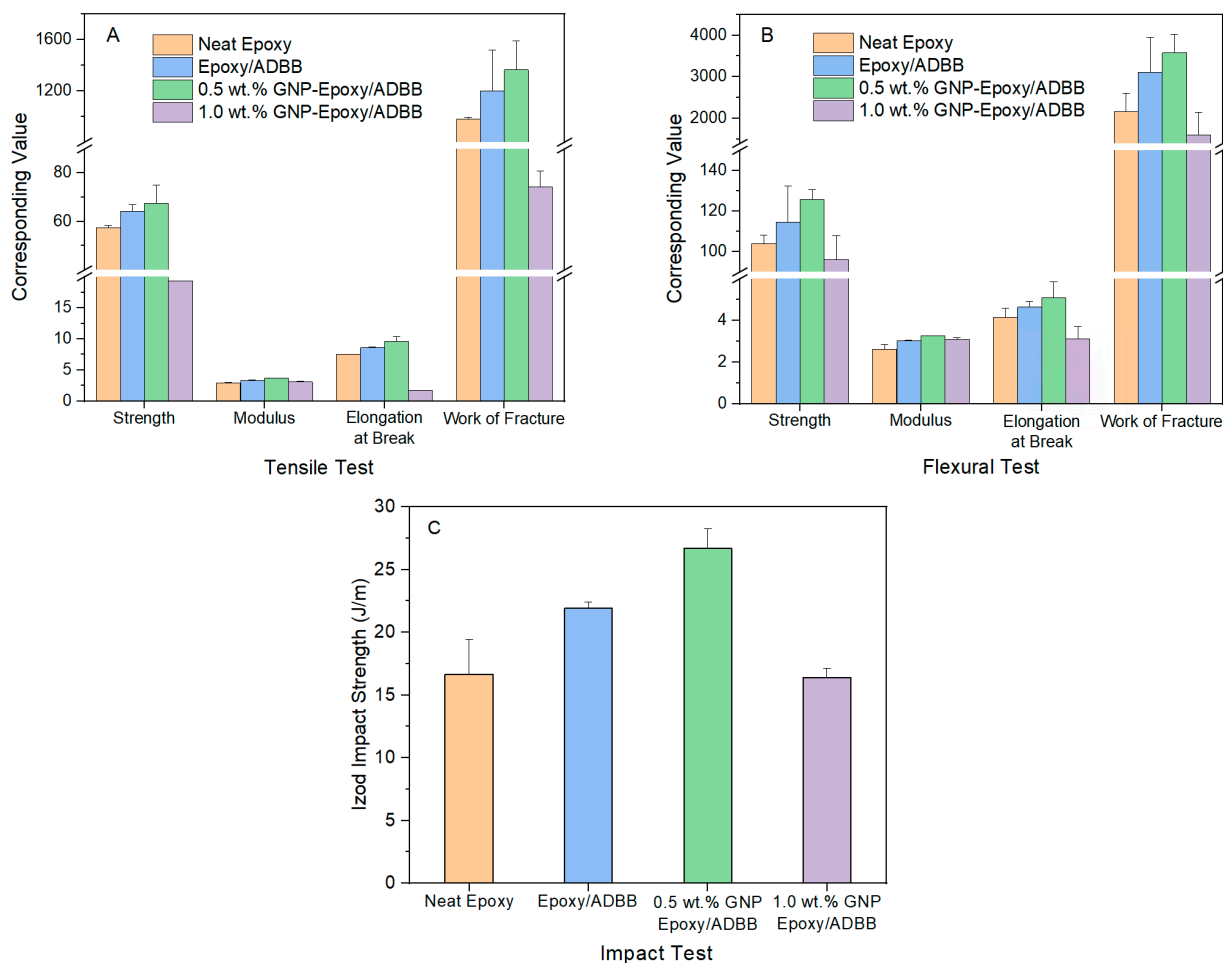 A
Neat Epoxy
Epoxy/ADBB
0.5 wt.% GNP-Epoxy/ADBB
1.0 wt.% GNP-Epoxy/ADBB
1600
1200
80
60
15
10
5
0
Corresponding Value
Strength
Modulus
Elongation
at Break
Work of Fracture
Tensile Test
B
Neat Epoxy
Epoxy/ADBB
0.5 wt.% GNP-Epoxy/ADBB
1.0 wt.% GNP-Epoxy/ADBB
4000
3000
2000
140
120
100
4
2
0
Corresponding Value
Strength
Modulus
Elongation
at Break
Work of Fracture
Flexural Test
C
30
25
20
15
10
5
0
Izod Impact Strength (J/m)
Neat Epoxy
Epoxy/ADBB
0.5 wt.% GNP
Epoxy/ADBB
1.0 wt.% GNP
Epoxy/ADBB
Impact Test